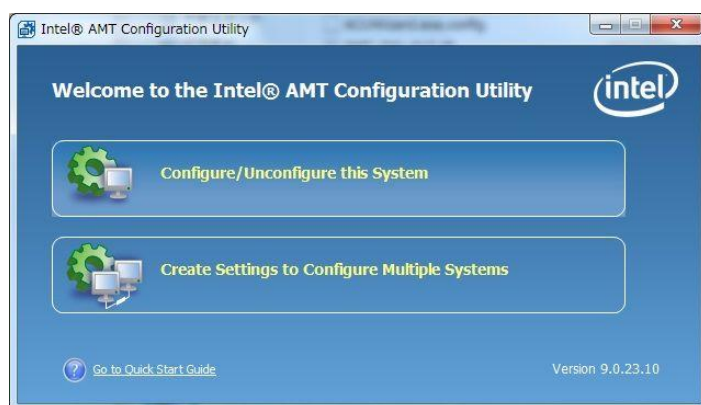 Intel® AMT Configuration Utility
Welcome to the Intel® AMT Configuration Utility
intel
Configure/Unconfigure this System
Create Settings to Configure Multiple Systems
? Go to Quick Start Guide
Version 9.0.23.10